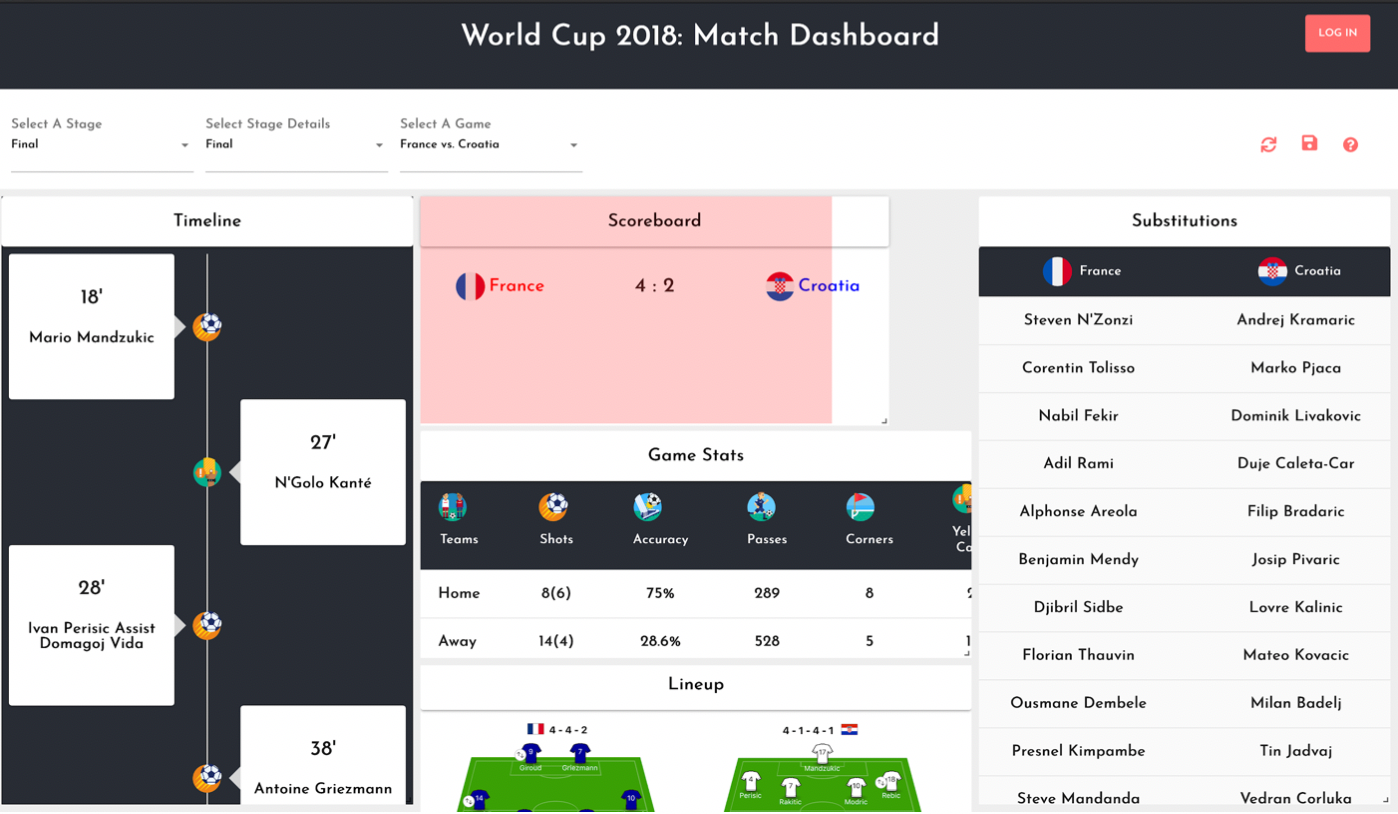 World Cup 2018: Match Dashboard
LOG IN
Select A Stage
Final
Select Stage Details
Final
Select A Game
France vs. Croatia
Timeline
18'
Mario Mandzukic
27'
N'Golo Kanté
28'
Ivan Perisic Assist
Domagoj Vida
38'
Antoine Griezmann
Scoreboard
France 4 : 2 Croatia
Game Stats
Teams Shots Accuracy Passes Corners Yel
Ca
Home 8(6) 75% 289 8
Away 14(4) 28.6% 528 5 1
Lineup
4-4-2
9 7
Giroud Griezmann
14 10
4-1-4-1
17
Mandzukic
4 7 10 18
Perisic Rakitic Modric Rebic
Substitutions
France Croatia
Steven N'Zonzi Andrej Kramaric
Corentin Tolisso Marko Pjaca
Nabil Fekir Dominik Livakovic
Adil Rami Duje Caleta-Car
Alphonse Areola Filip Bradaric
Benjamin Mendy Josip Pivaric
Djibril Sidbe Lovre Kalinic
Florian Thauvin Mateo Kovacic
Ousmane Dembele Milan Badelj
Presnel Kimpambe Tin Jadvaj
Steve Mandanda Vedran Corluka